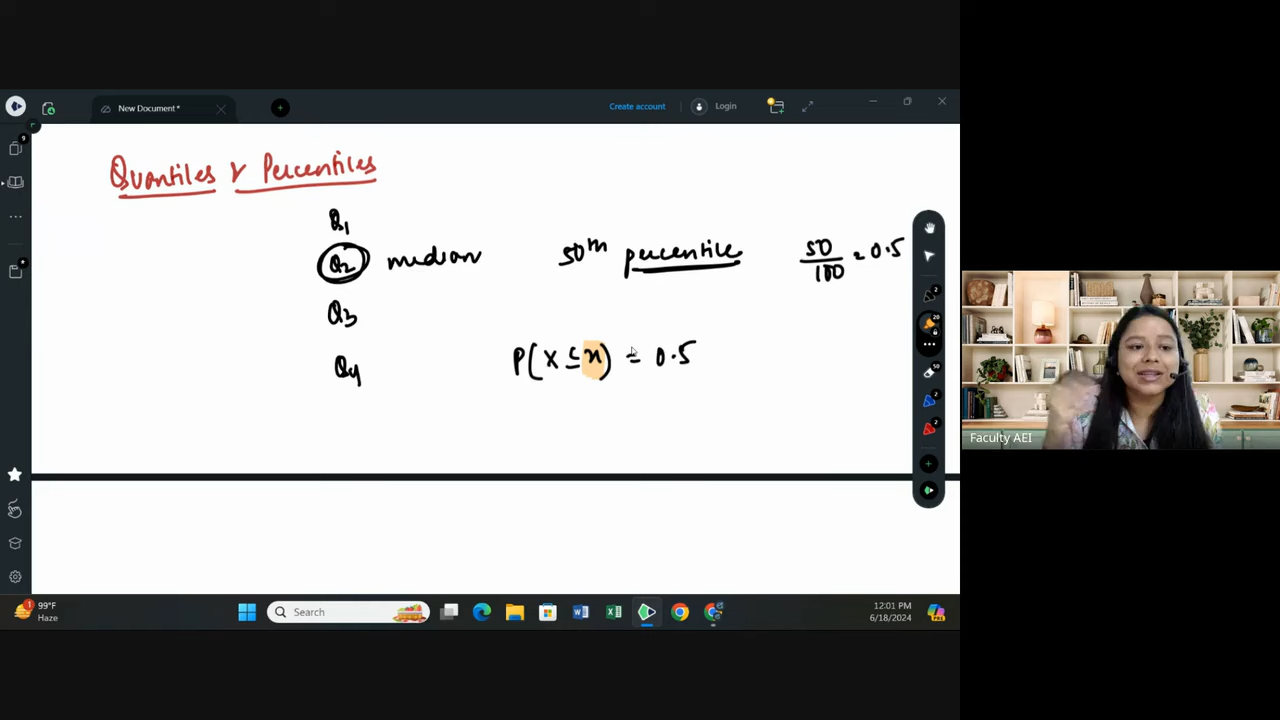 New Document*
Create account
Login
Quantiles & Percentiles
Q1
Q2 median 50th percentile 50/100 = 0.5
Q3
P(X ≤ x) = 0.5
Q4
Faculty AEI
99°F
Haze
Search
12:01 PM
6/18/2024